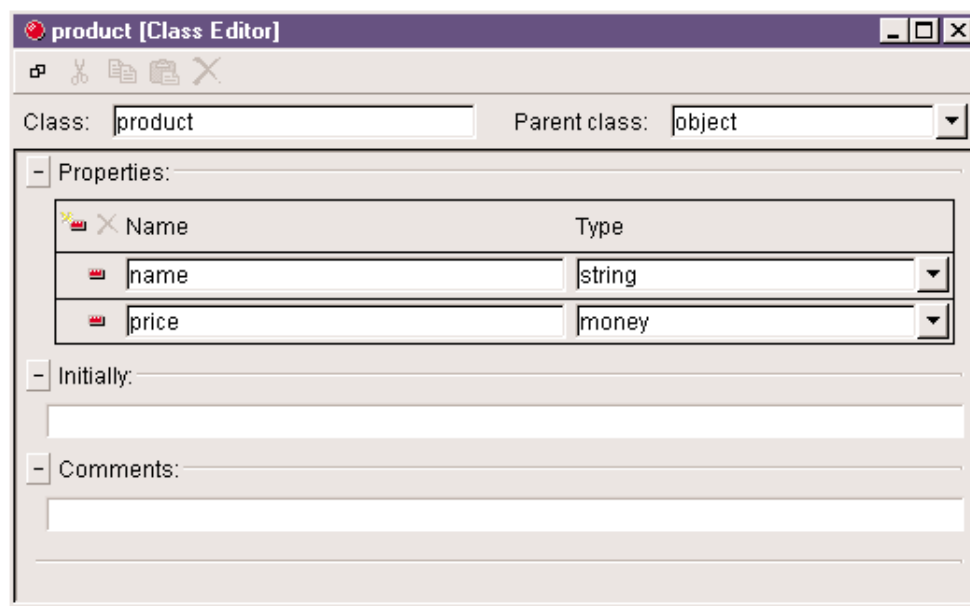 product [Class Editor]
Class: product Parent class: object
Properties:
Name Type
name string
price money
Initially:
Comments: